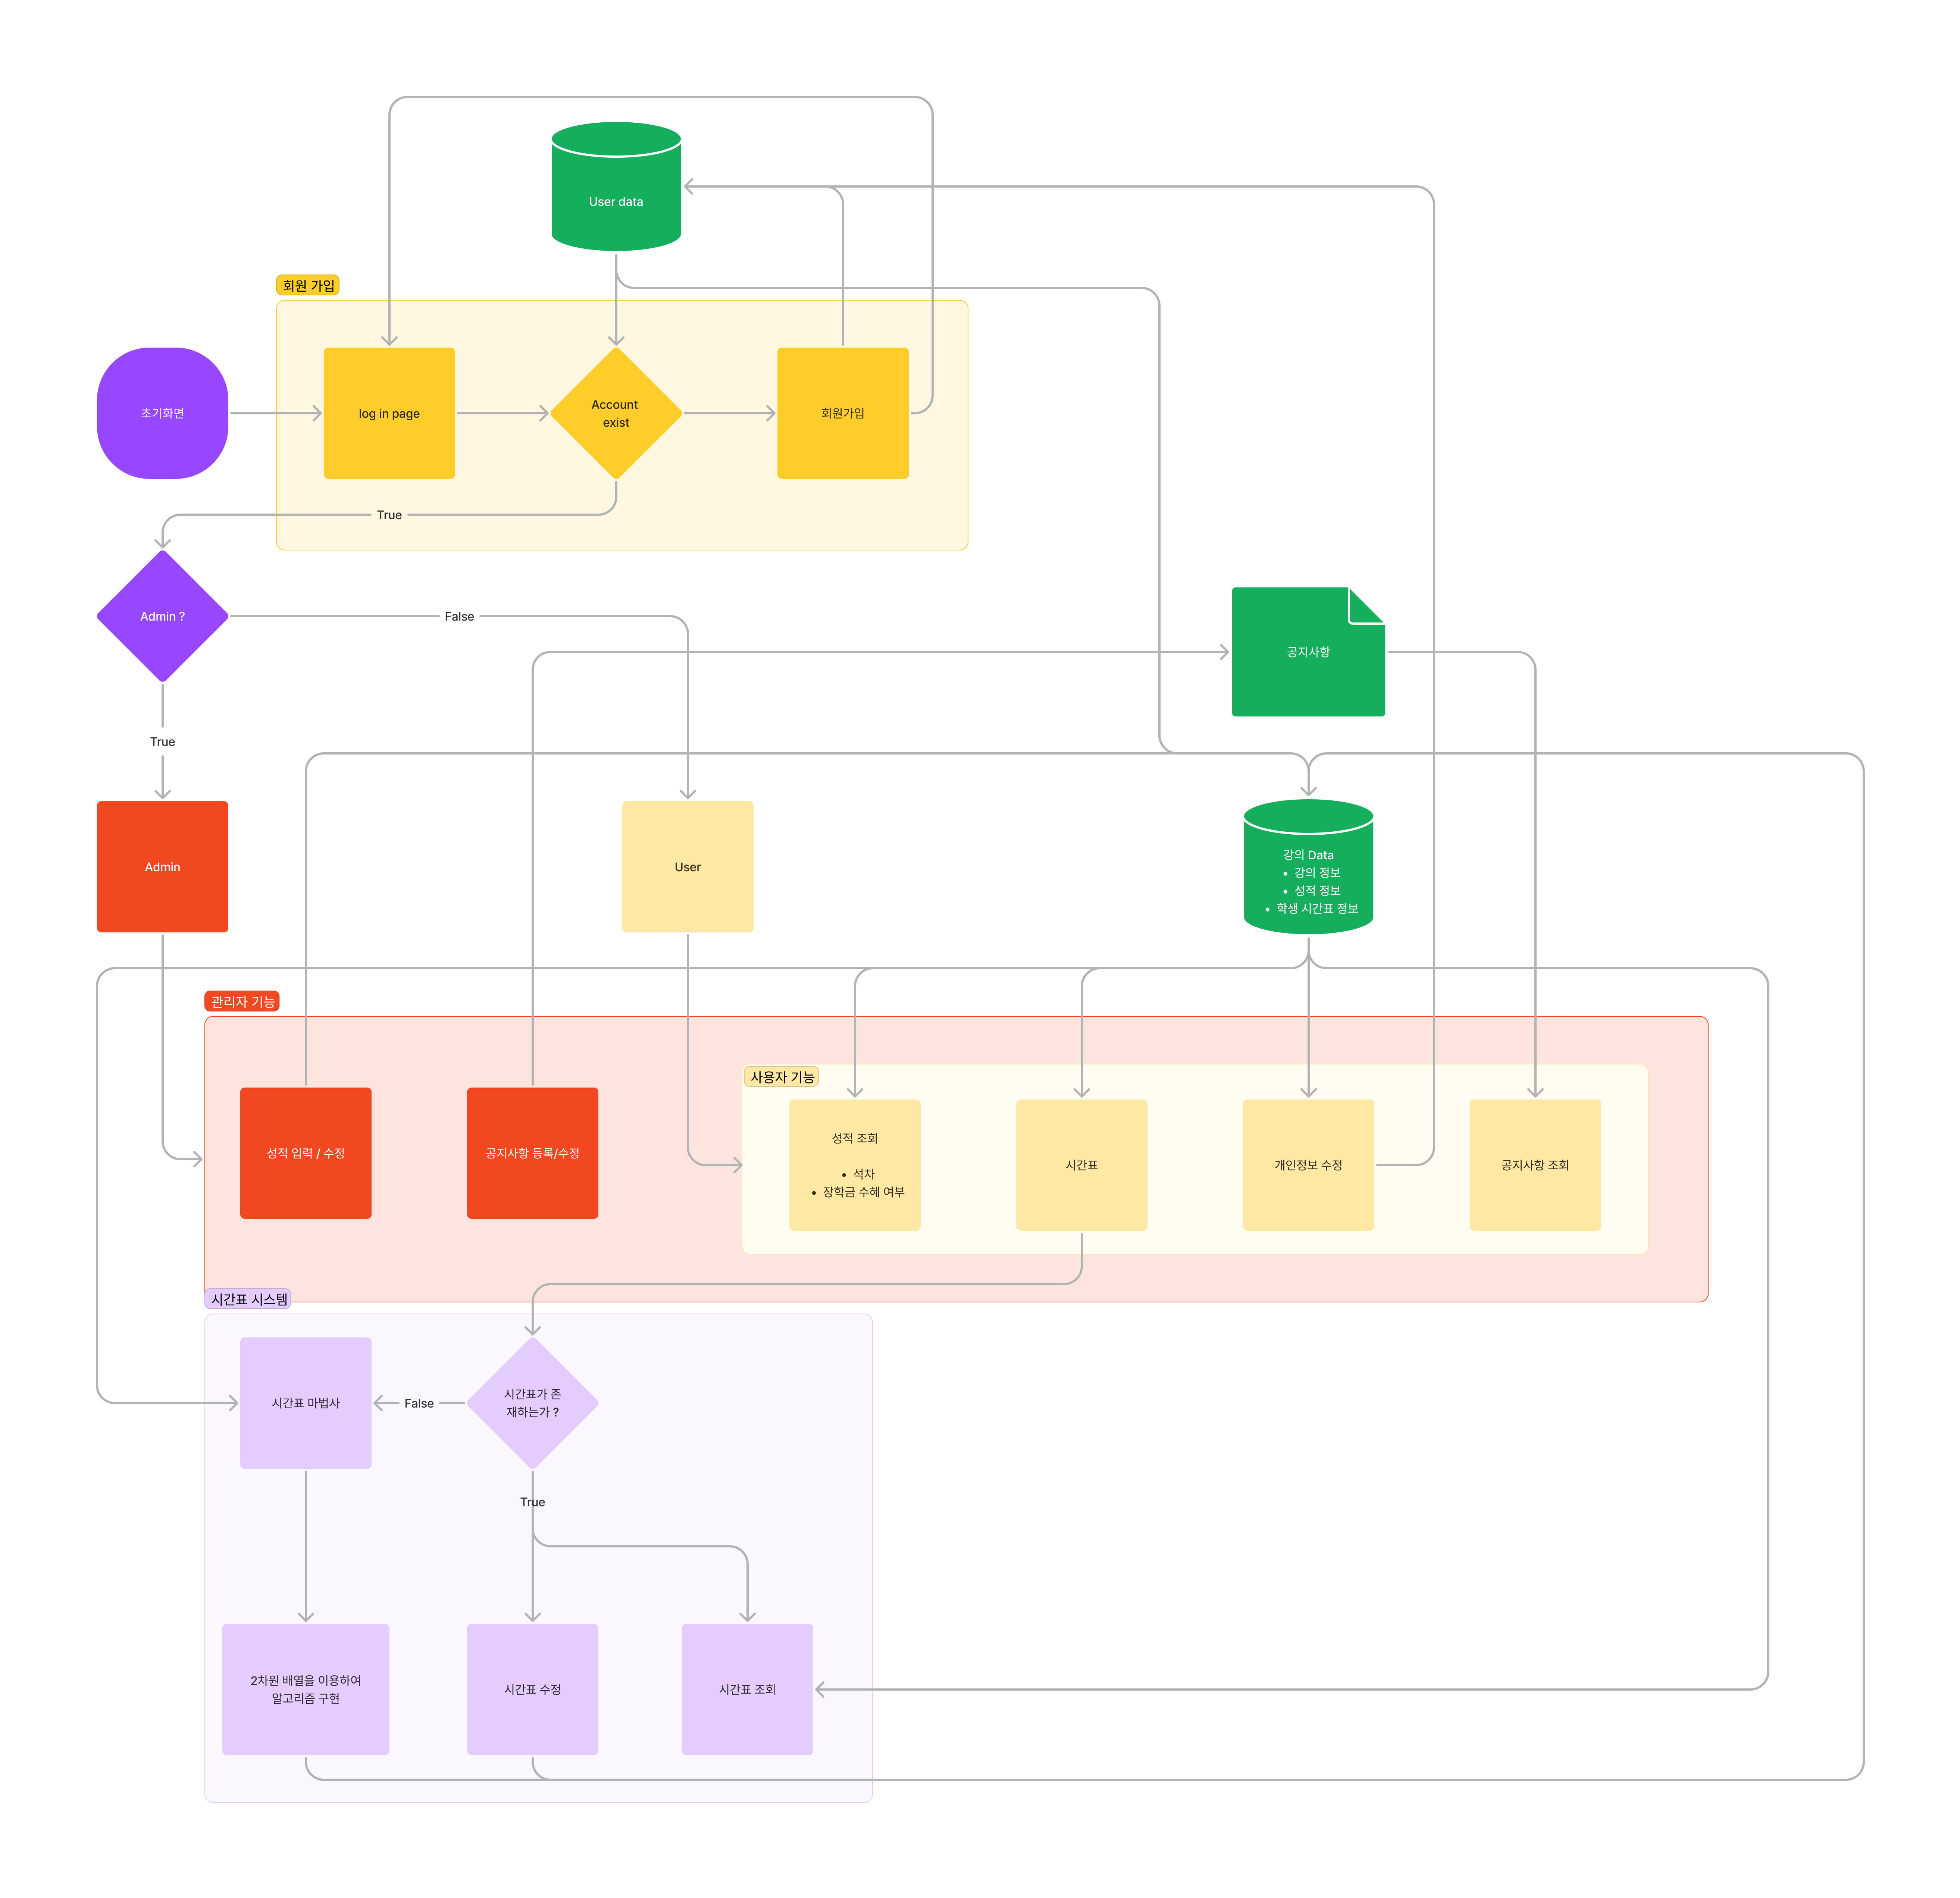 User data
회원 가입
초기화면
log in page
Account
exist
회원가입
True
Admin ?
False
공지사항
True
Admin
User
강의 Data
• 강의 정보
• 성적 정보
• 학생 시간표 정보
관리자 기능
사용자 기능
성적 입력 / 수정
공지사항 등록/수정
성적 조회
• 석차
• 장학금 수혜 여부
시간표
개인정보 수정
공지사항 조회
시간표 시스템
시간표 마법사
False
시간표가 존
재하는가 ?
True
2차원 배열을 이용하여
알고리즘 구현
시간표 수정
시간표 조회